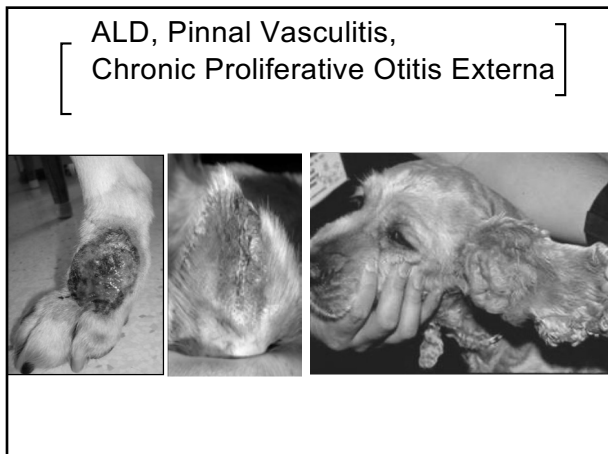 ALD, Pinnal Vasculitis,
Chronic Proliferative Otitis Externa